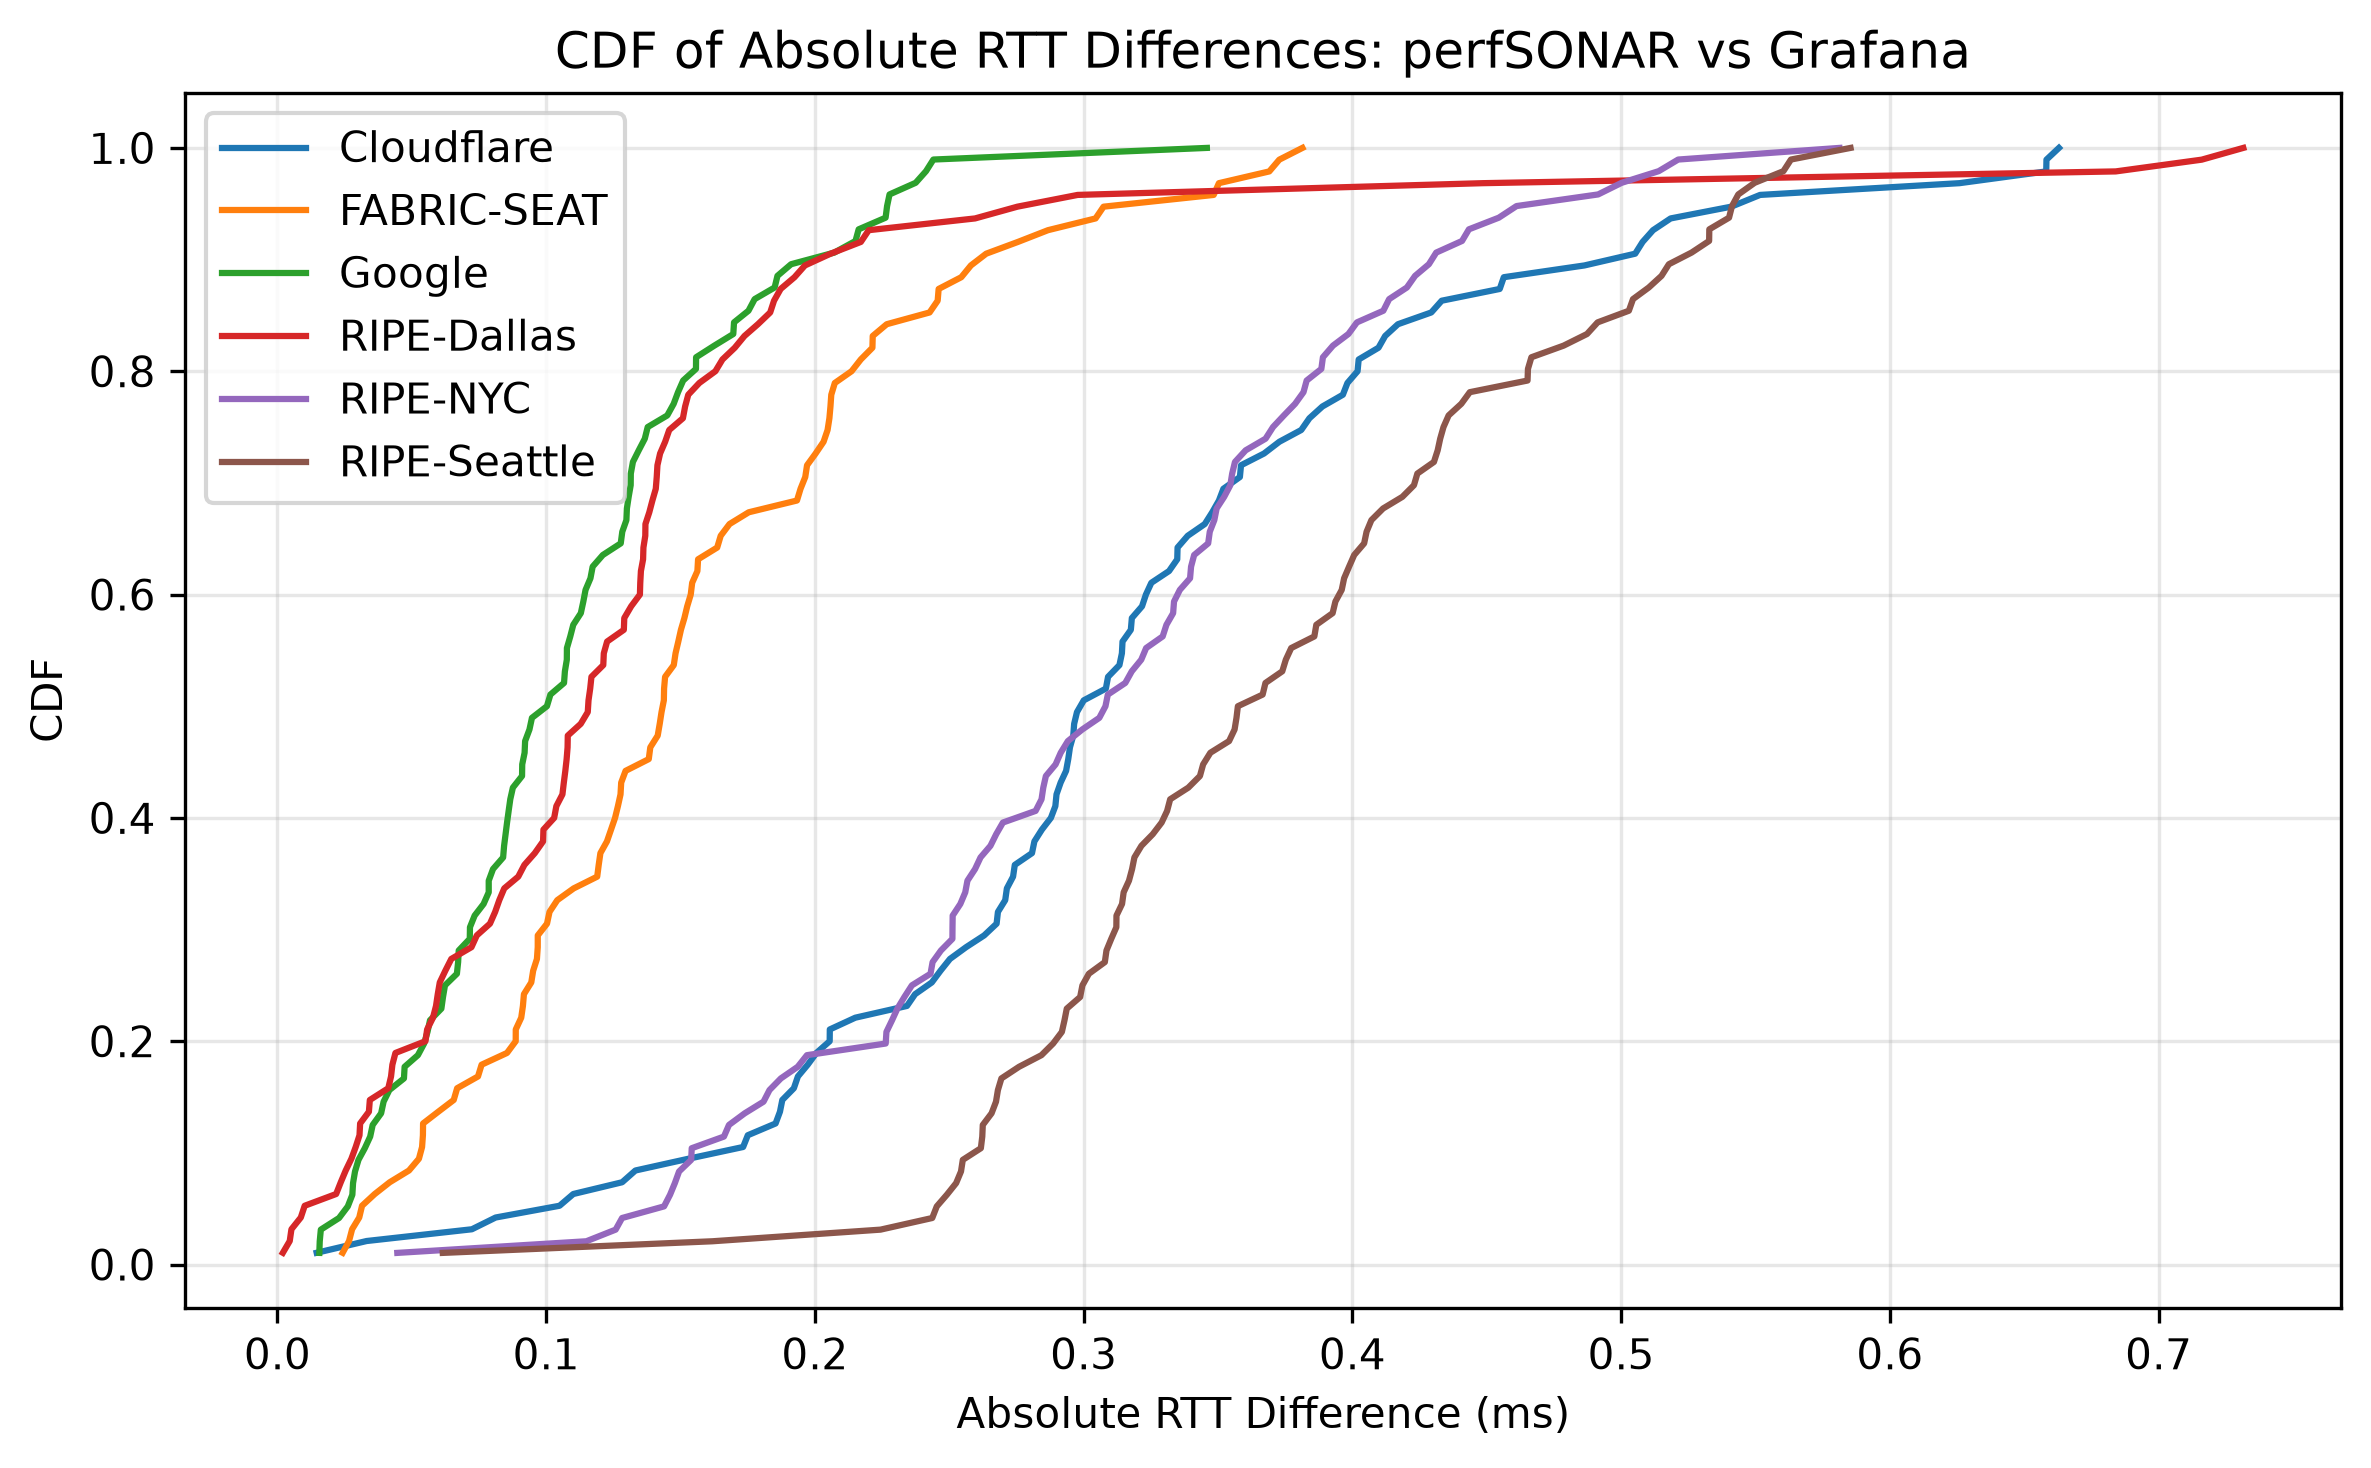 CDF of Absolute RTT Differences: perfSONAR vs Grafana
Cloudflare
FABRIC-SEAT
Google
RIPE-Dallas
RIPE-NYC
RIPE-Seattle
CDF
1.0
0.8
0.6
0.4
0.2
0.0
0.0 0.1 0.2 0.3 0.4 0.5 0.6 0.7
Absolute RTT Difference (ms)